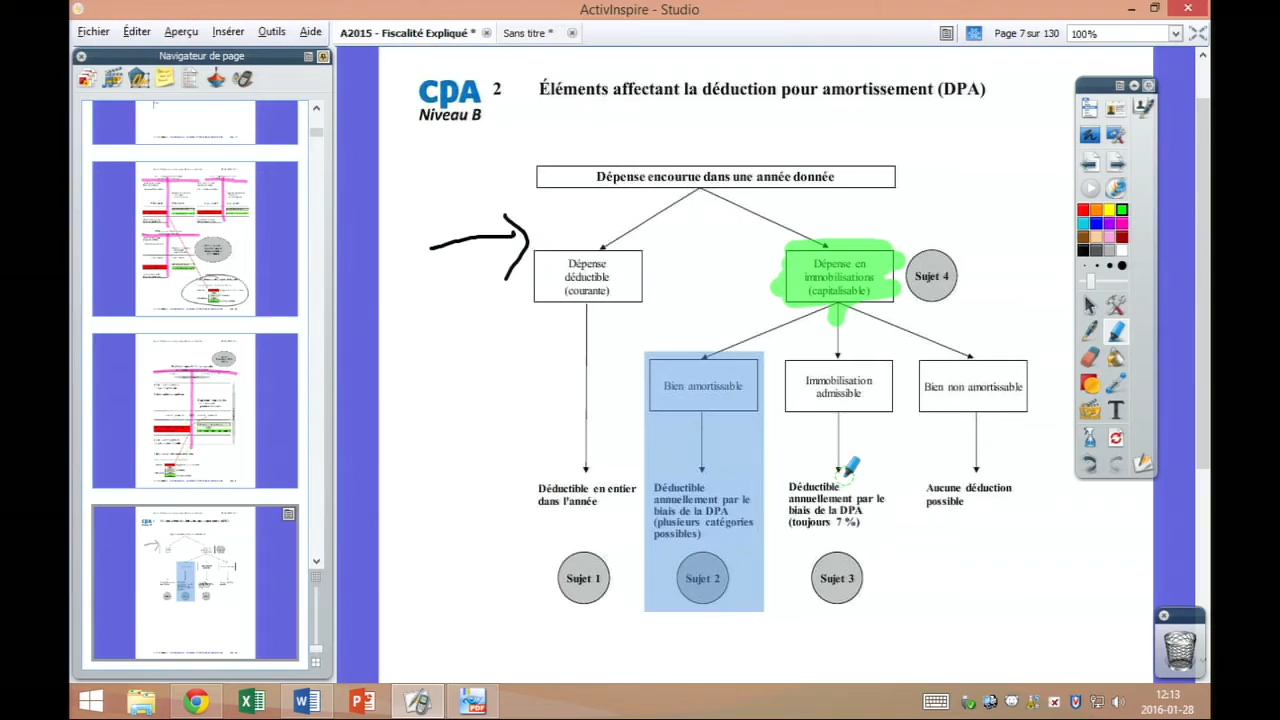 ActivInspire - Studio
Fichier Éditer Aperçu Insérer Outils Aide
A2015 - Fiscalité Expliqué *
Sans titre *
Page 7 sur 130
100%
Navigateur de page
CPA
Niveau B
2 Éléments affectant la déduction pour amortissement (DPA)
Dépense encourue dans une année donnée
Dépense
déductible
(courante)
Dépense en
immobilisations
(capitalisable)
Sujet 4
Bien amortissable
Immobilisation
admissible
Bien non amortissable
Déductible en entier
dans l'année
Déductible
annuellement par le
biais de la DPA
(plusieurs catégories
possibles)
Déductible
annuellement par le
biais de la DPA
(toujours 7 %)
Aucune déduction
possible
Sujet 1
Sujet 2
Sujet 3
12:13
2016-01-28